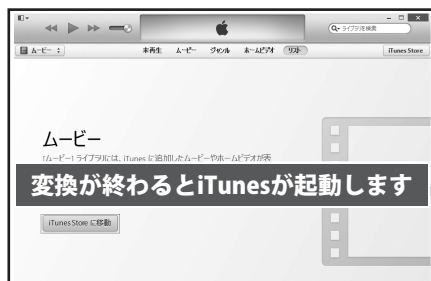 ライブラリを検索
ムービー
未再生 ムービー ジャンル ホームビデオ リスト
iTunes Store
ムービー
[ムービー] ライブラリには、iTunes に追加したムービーやホームビデオが表
変換が終わるとiTunesが起動します
iTunes Store に移動